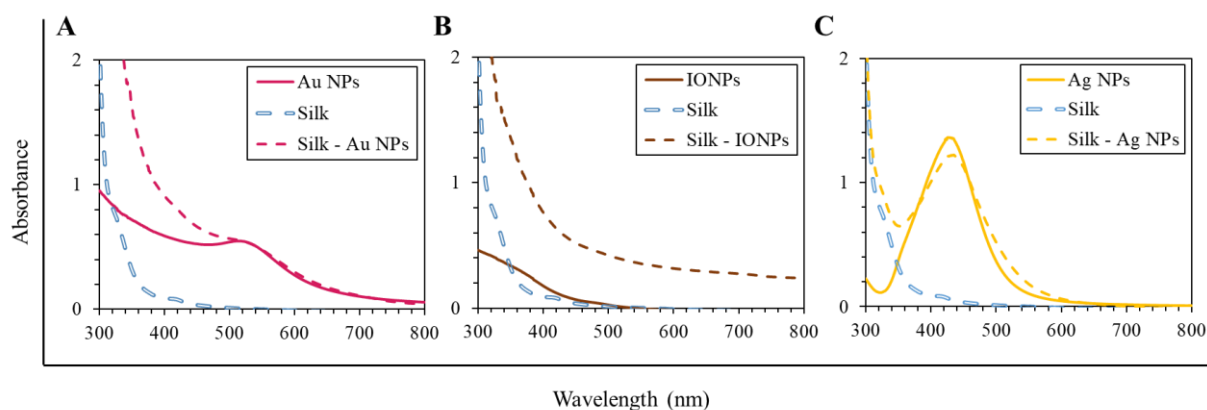 A
2
1
0
300 400 500 600 700 800
Au NPs
Silk
Silk - Au NPs
B
2
1
0
300 400 500 600 700 800
IONPs
Silk
Silk - IONPs
C
2
1
0
300 400 500 600 700 800
Ag NPs
Silk
Silk - Ag NPs
Absorbance
Wavelength (nm)